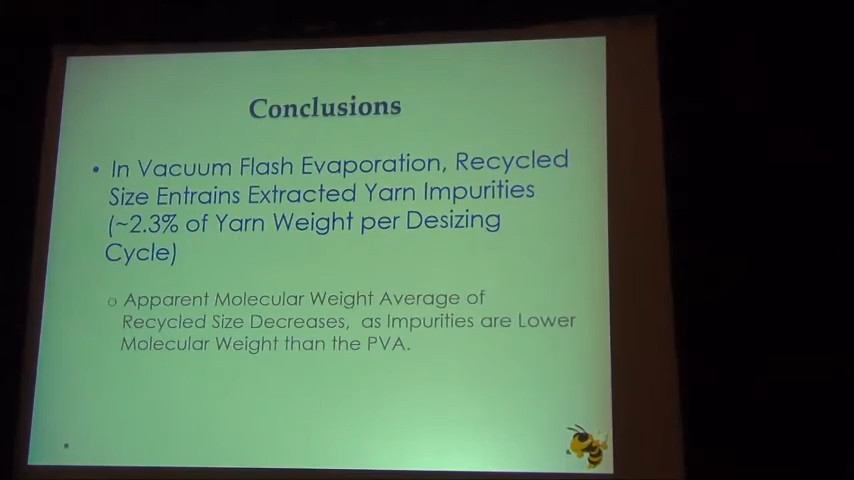 Conclusions
• In Vacuum Flash Evaporation, Recycled
Size Entrains Extracted Yarn Impurities
(~2.3% of Yarn Weight per Desizing
Cycle)
o Apparent Molecular Weight Average of
Recycled Size Decreases, as Impurities are Lower
Molecular Weight than the PVA.